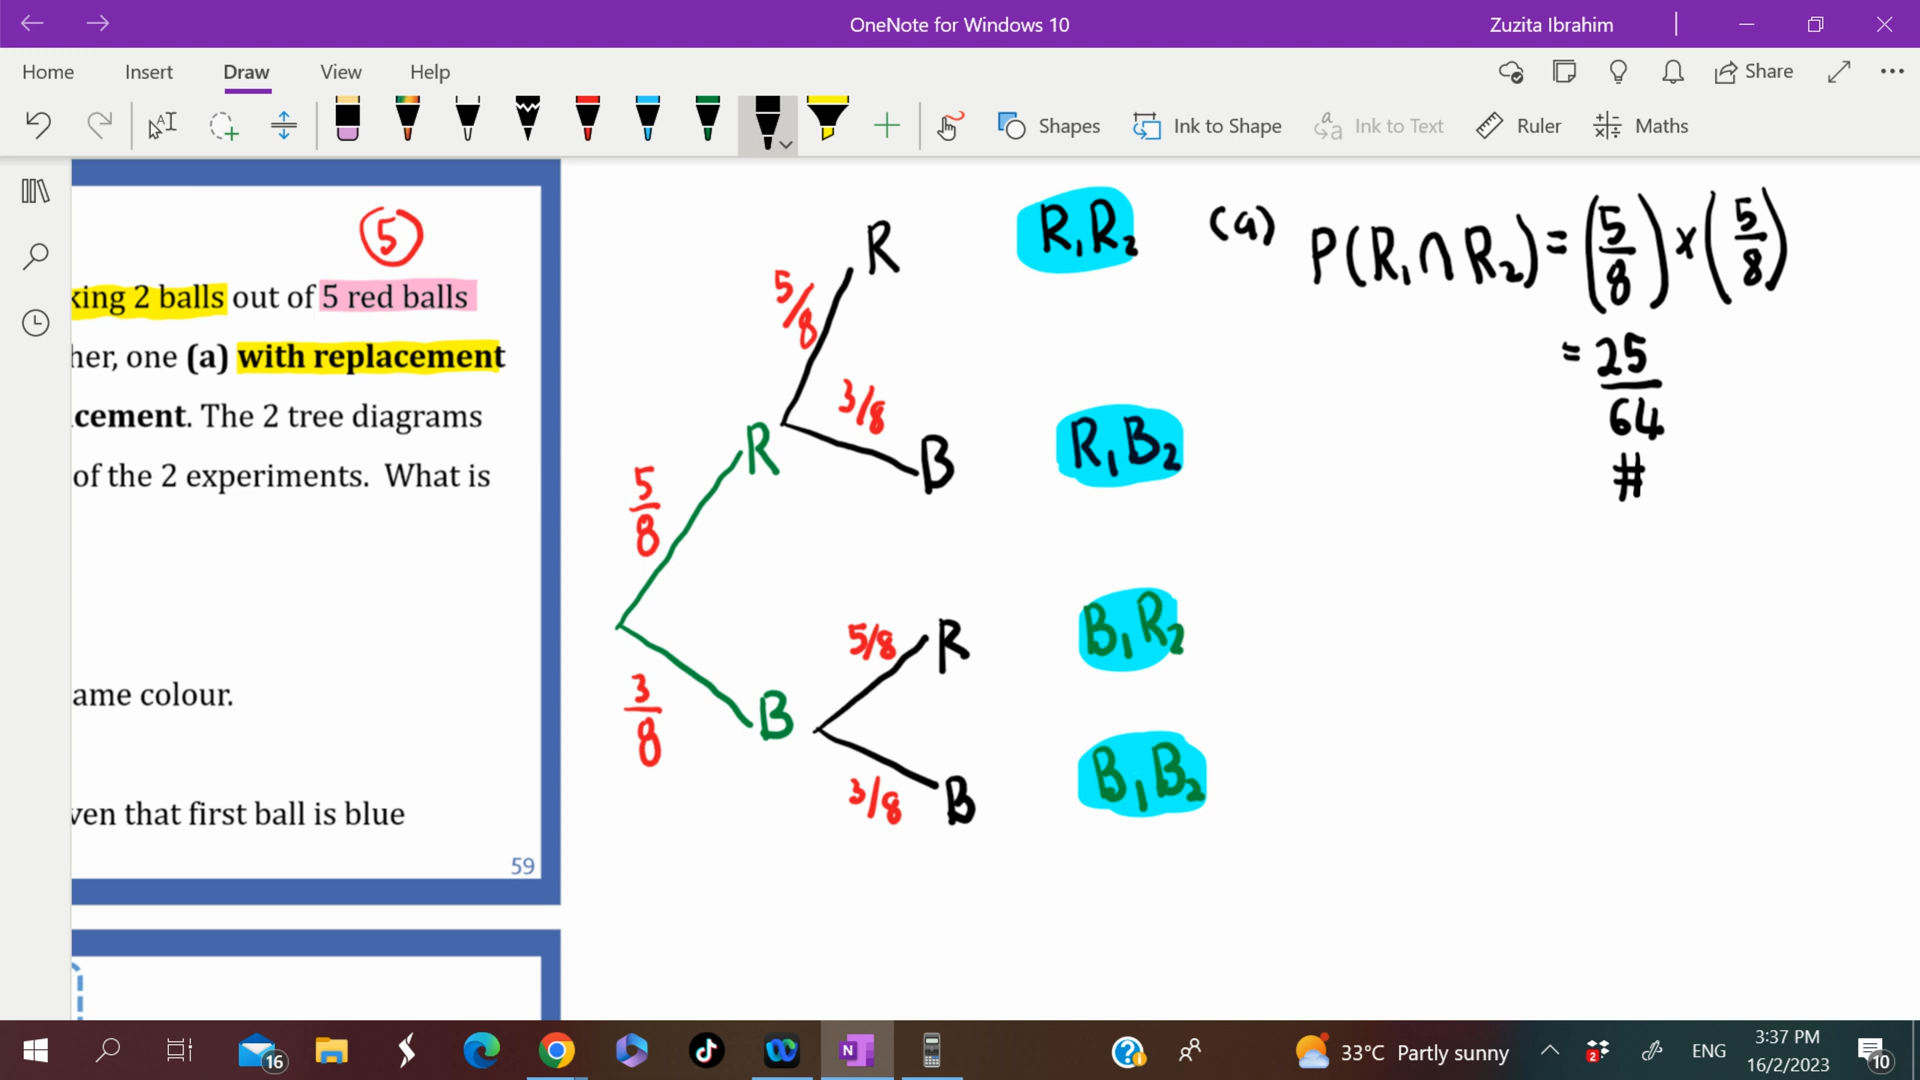 OneNote for Windows 10
Zuzita Ibrahim
Home Insert Draw View Help
Share
Shapes Ink to Shape Ink to Text Ruler Maths
5
king 2 balls out of 5 red balls
her, one (a) with replacement
cement. The 2 tree diagrams
of the 2 experiments. What is
ame colour.
ven that first ball is blue
59
R
5/8
3/8
R
B
5/8
3/8
B
5/8
R
3/8
B
R₁R₂
R₁B₂
B₁R₂
B₁B₂
(a) P(R₁∩R₂) = (5/8) × (5/8)
= 25/64
#
16
33°C Partly sunny
2
ENG
3:37 PM
16/2/2023
10